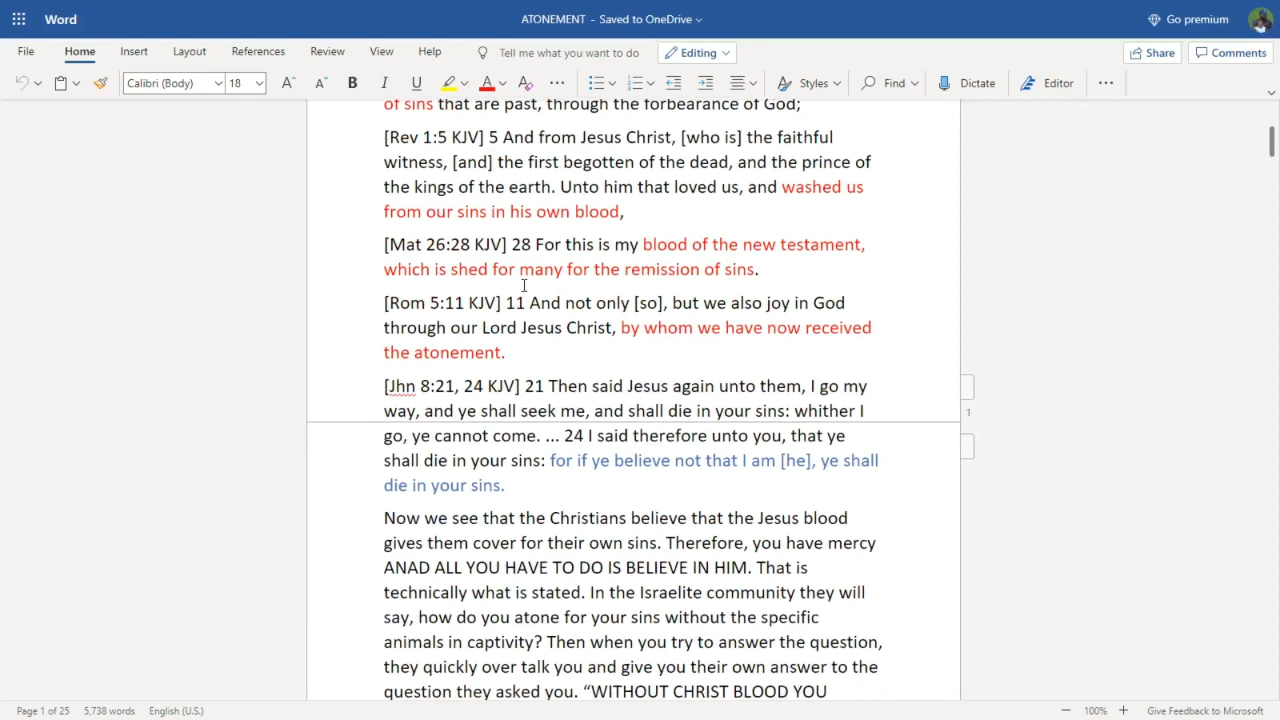 Word
ATONEMENT - Saved to OneDrive
Go premium
File Home Insert Layout References Review View Help Tell me what you want to do Editing Share Comments
Calibri (Body) 18 A A B I U A A Styles Find Dictate Editor
of sins that are past, through the forbearance of God;
[Rev 1:5 KJV] 5 And from Jesus Christ, [who is] the faithful
witness, [and] the first begotten of the dead, and the prince of
the kings of the earth. Unto him that loved us, and washed us
from our sins in his own blood,
[Mat 26:28 KJV] 28 For this is my blood of the new testament,
which is shed for many for the remission of sins.
[Rom 5:11 KJV] 11 And not only [so], but we also joy in God
through our Lord Jesus Christ, by whom we have now received
the atonement.
[Jhn 8:21, 24 KJV] 21 Then said Jesus again unto them, I go my
way, and ye shall seek me, and shall die in your sins: whither I
1
go, ye cannot come. ... 24 I said therefore unto you, that ye
shall die in your sins: for if ye believe not that I am [he], ye shall
die in your sins.
Now we see that the Christians believe that the Jesus blood
gives them cover for their own sins. Therefore, you have mercy
ANAD ALL YOU HAVE TO DO IS BELIEVE IN HIM. That is
technically what is stated. In the Israelite community they will
say, how do you atone for your sins without the specific
animals in captivity? Then when you try to answer the question,
they quickly over talk you and give you their own answer to the
question they asked you. “WITHOUT CHRIST BLOOD YOU
Page 1 of 25 5,738 words English (U.S.) 100% Give Feedback to Microsoft